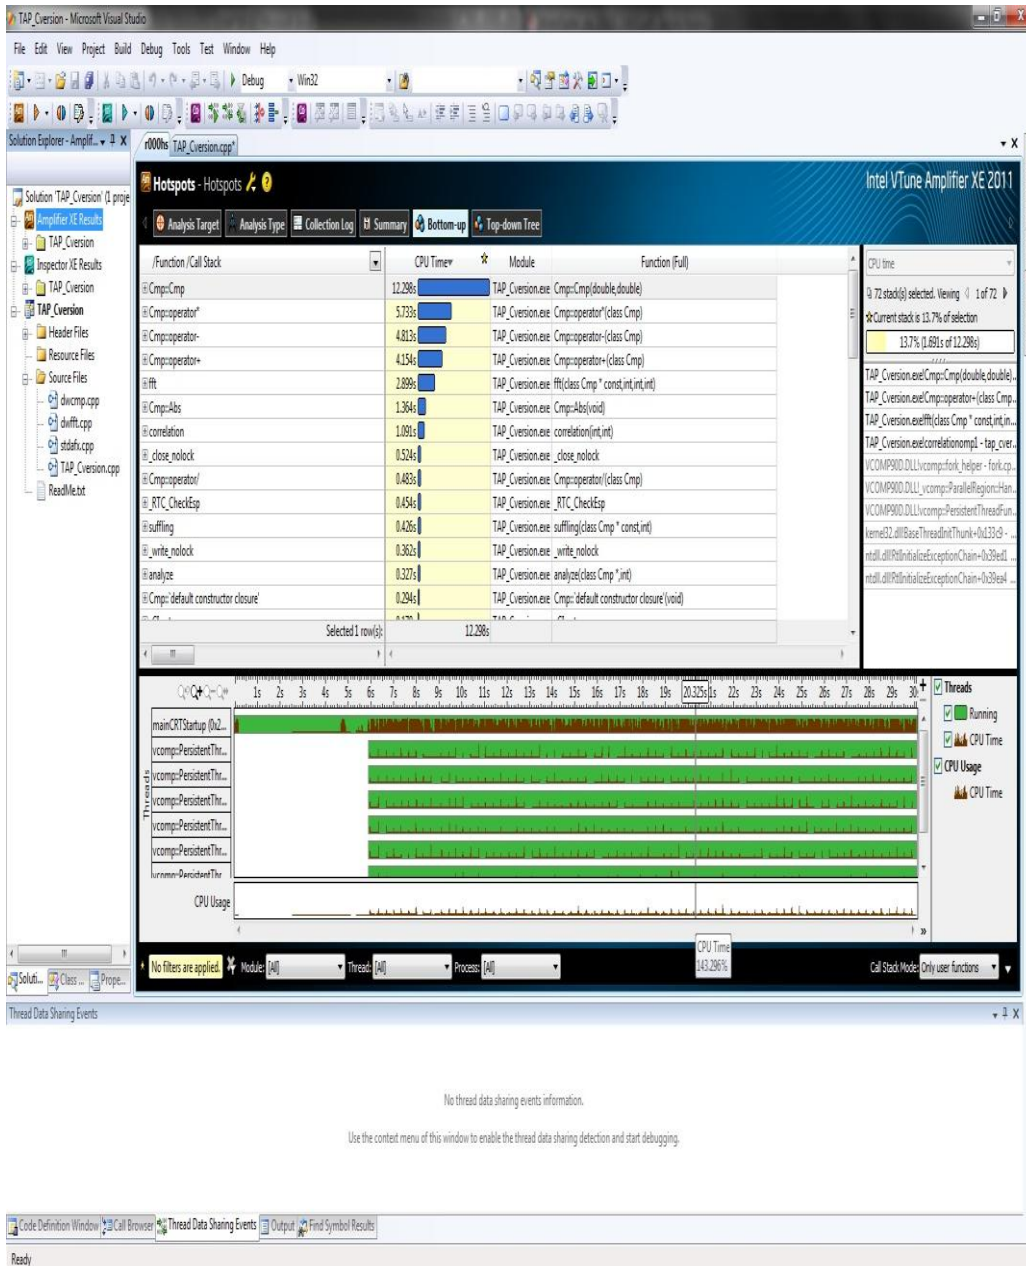 TAP_Cversion - Microsoft Visual Studio
File Edit View Project Build Debug Tools Test Window Help
Debug Win32
Solution Explorer - Amplif...
r000hs TAP_Cversion.cpp*
Solution 'TAP_Cversion' (1 proje
Amplifier XE Results
TAP_Cversion
Inspector XE Results
TAP_Cversion
TAP_Cversion
Header Files
Resource Files
Source Files
dwcmp.cpp
dwfft.cpp
stdafx.cpp
TAP_Cversion.cpp
ReadMe.txt
Hotspots - Hotspots
Intel VTune Amplifier XE 2011
Analysis Target Analysis Type Collection Log Summary Bottom-up Top-down Tree
/Function /Call Stack CPU Time Module Function (Full)
Cmp::Cmp 12.298s TAP_Cversion.exe Cmp::Cmp(double,double)
Cmp::operator* 5.733s TAP_Cversion.exe Cmp::operator*(class Cmp)
Cmp::operator- 4.813s TAP_Cversion.exe Cmp::operator-(class Cmp)
Cmp::operator+ 4.154s TAP_Cversion.exe Cmp::operator+(class Cmp)
fft 2.899s TAP_Cversion.exe fft(class Cmp * const,int,int,int)
Cmp::Abs 1.364s TAP_Cversion.exe Cmp::Abs(void)
correlation 1.091s TAP_Cversion.exe correlation(int,int)
_close_nolock 0.524s TAP_Cversion.exe _close_nolock
Cmp::operator/ 0.483s TAP_Cversion.exe Cmp::operator/(class Cmp)
_RTC_CheckEsp 0.454s TAP_Cversion.exe _RTC_CheckEsp
suffling 0.426s TAP_Cversion.exe suffling(class Cmp * const,int)
_write_nolock 0.362s TAP_Cversion.exe _write_nolock
analyze 0.327s TAP_Cversion.exe analyze(class Cmp *,int)
Cmp::`default constructor closure' 0.294s TAP_Cversion.exe Cmp::`default constructor closure'(void)
Selected 1 row(s): 12.298s
CPU time
72 stack(s) selected. Viewing 1 of 72
Current stack is 13.7% of selection
13.7% (1.691s of 12.298s)
TAP_Cversion.exe!Cmp::Cmp(double,double)...
TAP_Cversion.exe!Cmp::operator+(class Cmp...
TAP_Cversion.exe!fft(class Cmp * const,int,in...
TAP_Cversion.exe!correlationomp1 - tap_cver...
VCOMP90D.DLL!vcomp::fork_helper - fork.cp...
VCOMP90D.DLL!_vcomp::ParallelRegion::Han...
VCOMP90D.DLL!vcomp::PersistentThreadFun...
kernel32.dll!BaseThreadInitThunk+0x133c9 - ...
ntdll.dll!RtlInitializeExceptionChain+0x39ed1 ...
ntdll.dll!RtlInitializeExceptionChain+0x39ea4 ...
1s 2s 3s 4s 5s 6s 7s 8s 9s 10s 11s 12s 13s 14s 15s 16s 17s 18s 19s 20.325s 1s 22s 23s 24s 25s 26s 27s 28s 29s 30
Threads
mainCRTStartup (0x2...
vcomp::PersistentThr...
vcomp::PersistentThr...
vcomp::PersistentThr...
vcomp::PersistentThr...
vcomp::PersistentThr...
vcomp::PersistentThr
CPU Usage
Threads
Running
CPU Time
CPU Usage
CPU Time
CPU Time
143.296%
No filters are applied. Module: [All] Thread: [All] Process: [All] Call Stack Mode: Only user functions
Soluti... Class ... Prope...
Thread Data Sharing Events
No thread data sharing events information.
Use the context menu of this window to enable the thread data sharing detection and start debugging.
Code Definition Window Call Browser Thread Data Sharing Events Output Find Symbol Results
Ready